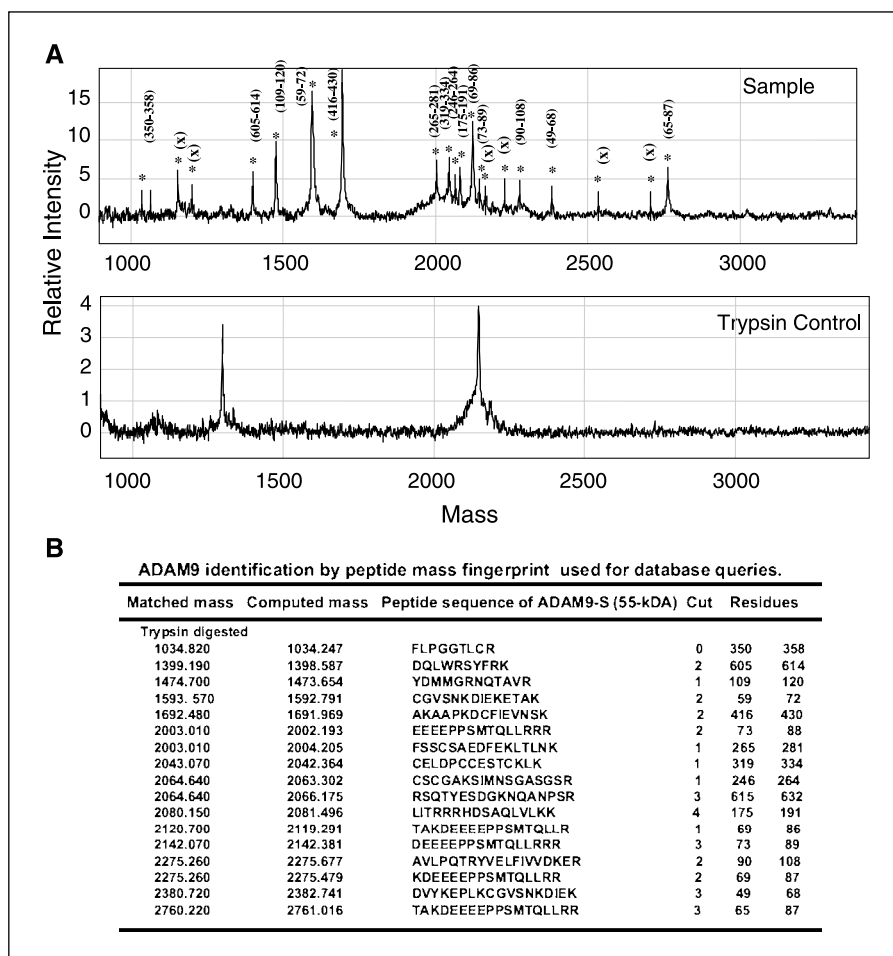 A
Relative Intensity
Sample
15
10
5
0
(350-358)
(x)
(x)
(605-614)
(109-120)
(59-72)
(416-430)
(265-281)
(319-334)
(246-264)
(175-191)
(69-86)
(73-89)
(x)
(x)
(90-108)
(49-68)
(x)
(x)
(65-87)
* * * * * * * * * * * * * * * * * * * *
1000 1500 2000 2500 3000
Trypsin Control
4
3
2
1
0
1000 1500 2000 2500 3000
Mass
B
ADAM9 identification by peptide mass fingerprint used for database queries.
Matched mass Computed mass Peptide sequence of ADAM9-S (55-kDA) Cut Residues
Trypsin digested
1034.820 1034.247 FLPGGTLCR 0 350 358
1399.190 1398.587 DQLWRSYFRK 2 605 614
1474.700 1473.654 YDMMGRNQTAVR 1 109 120
1593. 570 1592.791 CGVSNKDIEKETAK 2 59 72
1692.480 1691.969 AKAAPKDCFIEVNSK 2 416 430
2003.010 2002.193 EEEEPPSMTQLLRRR 2 73 88
2003.010 2004.205 FSSCSAEDFEKLTLNK 1 265 281
2043.070 2042.364 CELDPCCESTCKLK 1 319 334
2064.640 2063.302 CSCGAKSIMNSGASGSR 1 246 264
2064.640 2066.175 RSQTYESDGKNQANPSR 3 615 632
2080.150 2081.496 LITRRRHDSAQLVLKK 4 175 191
2120.700 2119.291 TAKDEEEEPPSMTQLLR 1 69 86
2142.070 2142.381 DEEEEPPSMTQLLRRR 3 73 89
2275.260 2275.677 AVLPQTRYVELFIVVDKER 2 90 108
2275.260 2275.479 KDEEEEPPSMTQLLRR 2 69 87
2380.720 2382.741 DVYKEPLKCGVSNKDIEK 3 49 68
2760.220 2761.016 TAKDEEEEPPSMTQLLRR 3 65 87